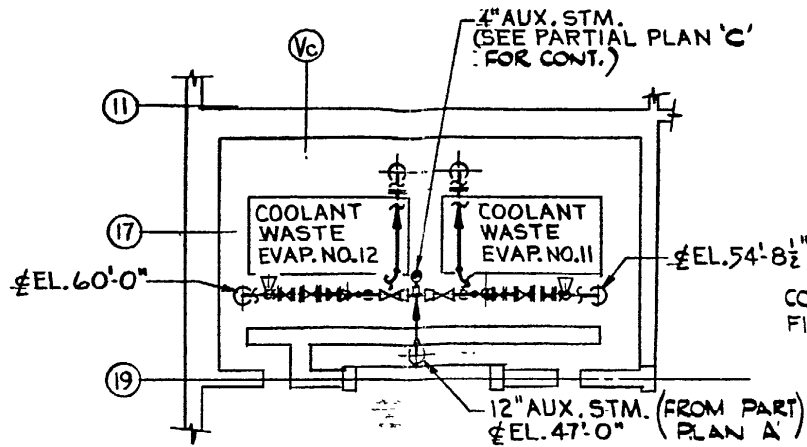 4" AUX. STM.
(SEE PARTIAL PLAN 'C'
FOR CONT.)
Vc
11
17
COOLANT
WASTE
EVAP. NO.12
COOLANT
WASTE
EVAP. NO.11
℄ EL. 60'-0"
℄ EL. 54'-8½"
CO
FI
19
12" AUX. STM. (FROM PART
℄ EL. 47'-0" PLAN A')